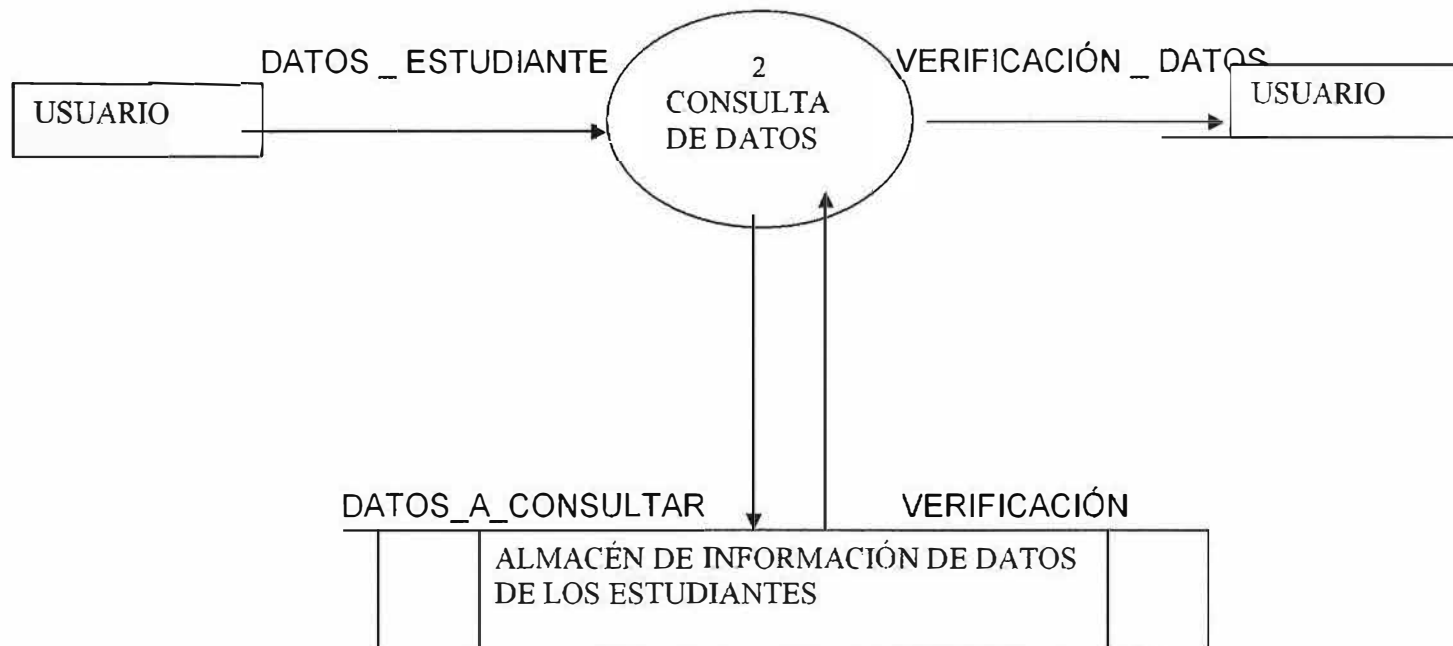 DATOS _ ESTUDIANTE
USUARIO
2
CONSULTA
DE DATOS
VERIFICACIÓN _ DATOS
USUARIO
DATOS_A_CONSULTAR
VERIFICACIÓN
ALMACÉN DE INFORMACIÓN DE DATOS
DE LOS ESTUDIANTES